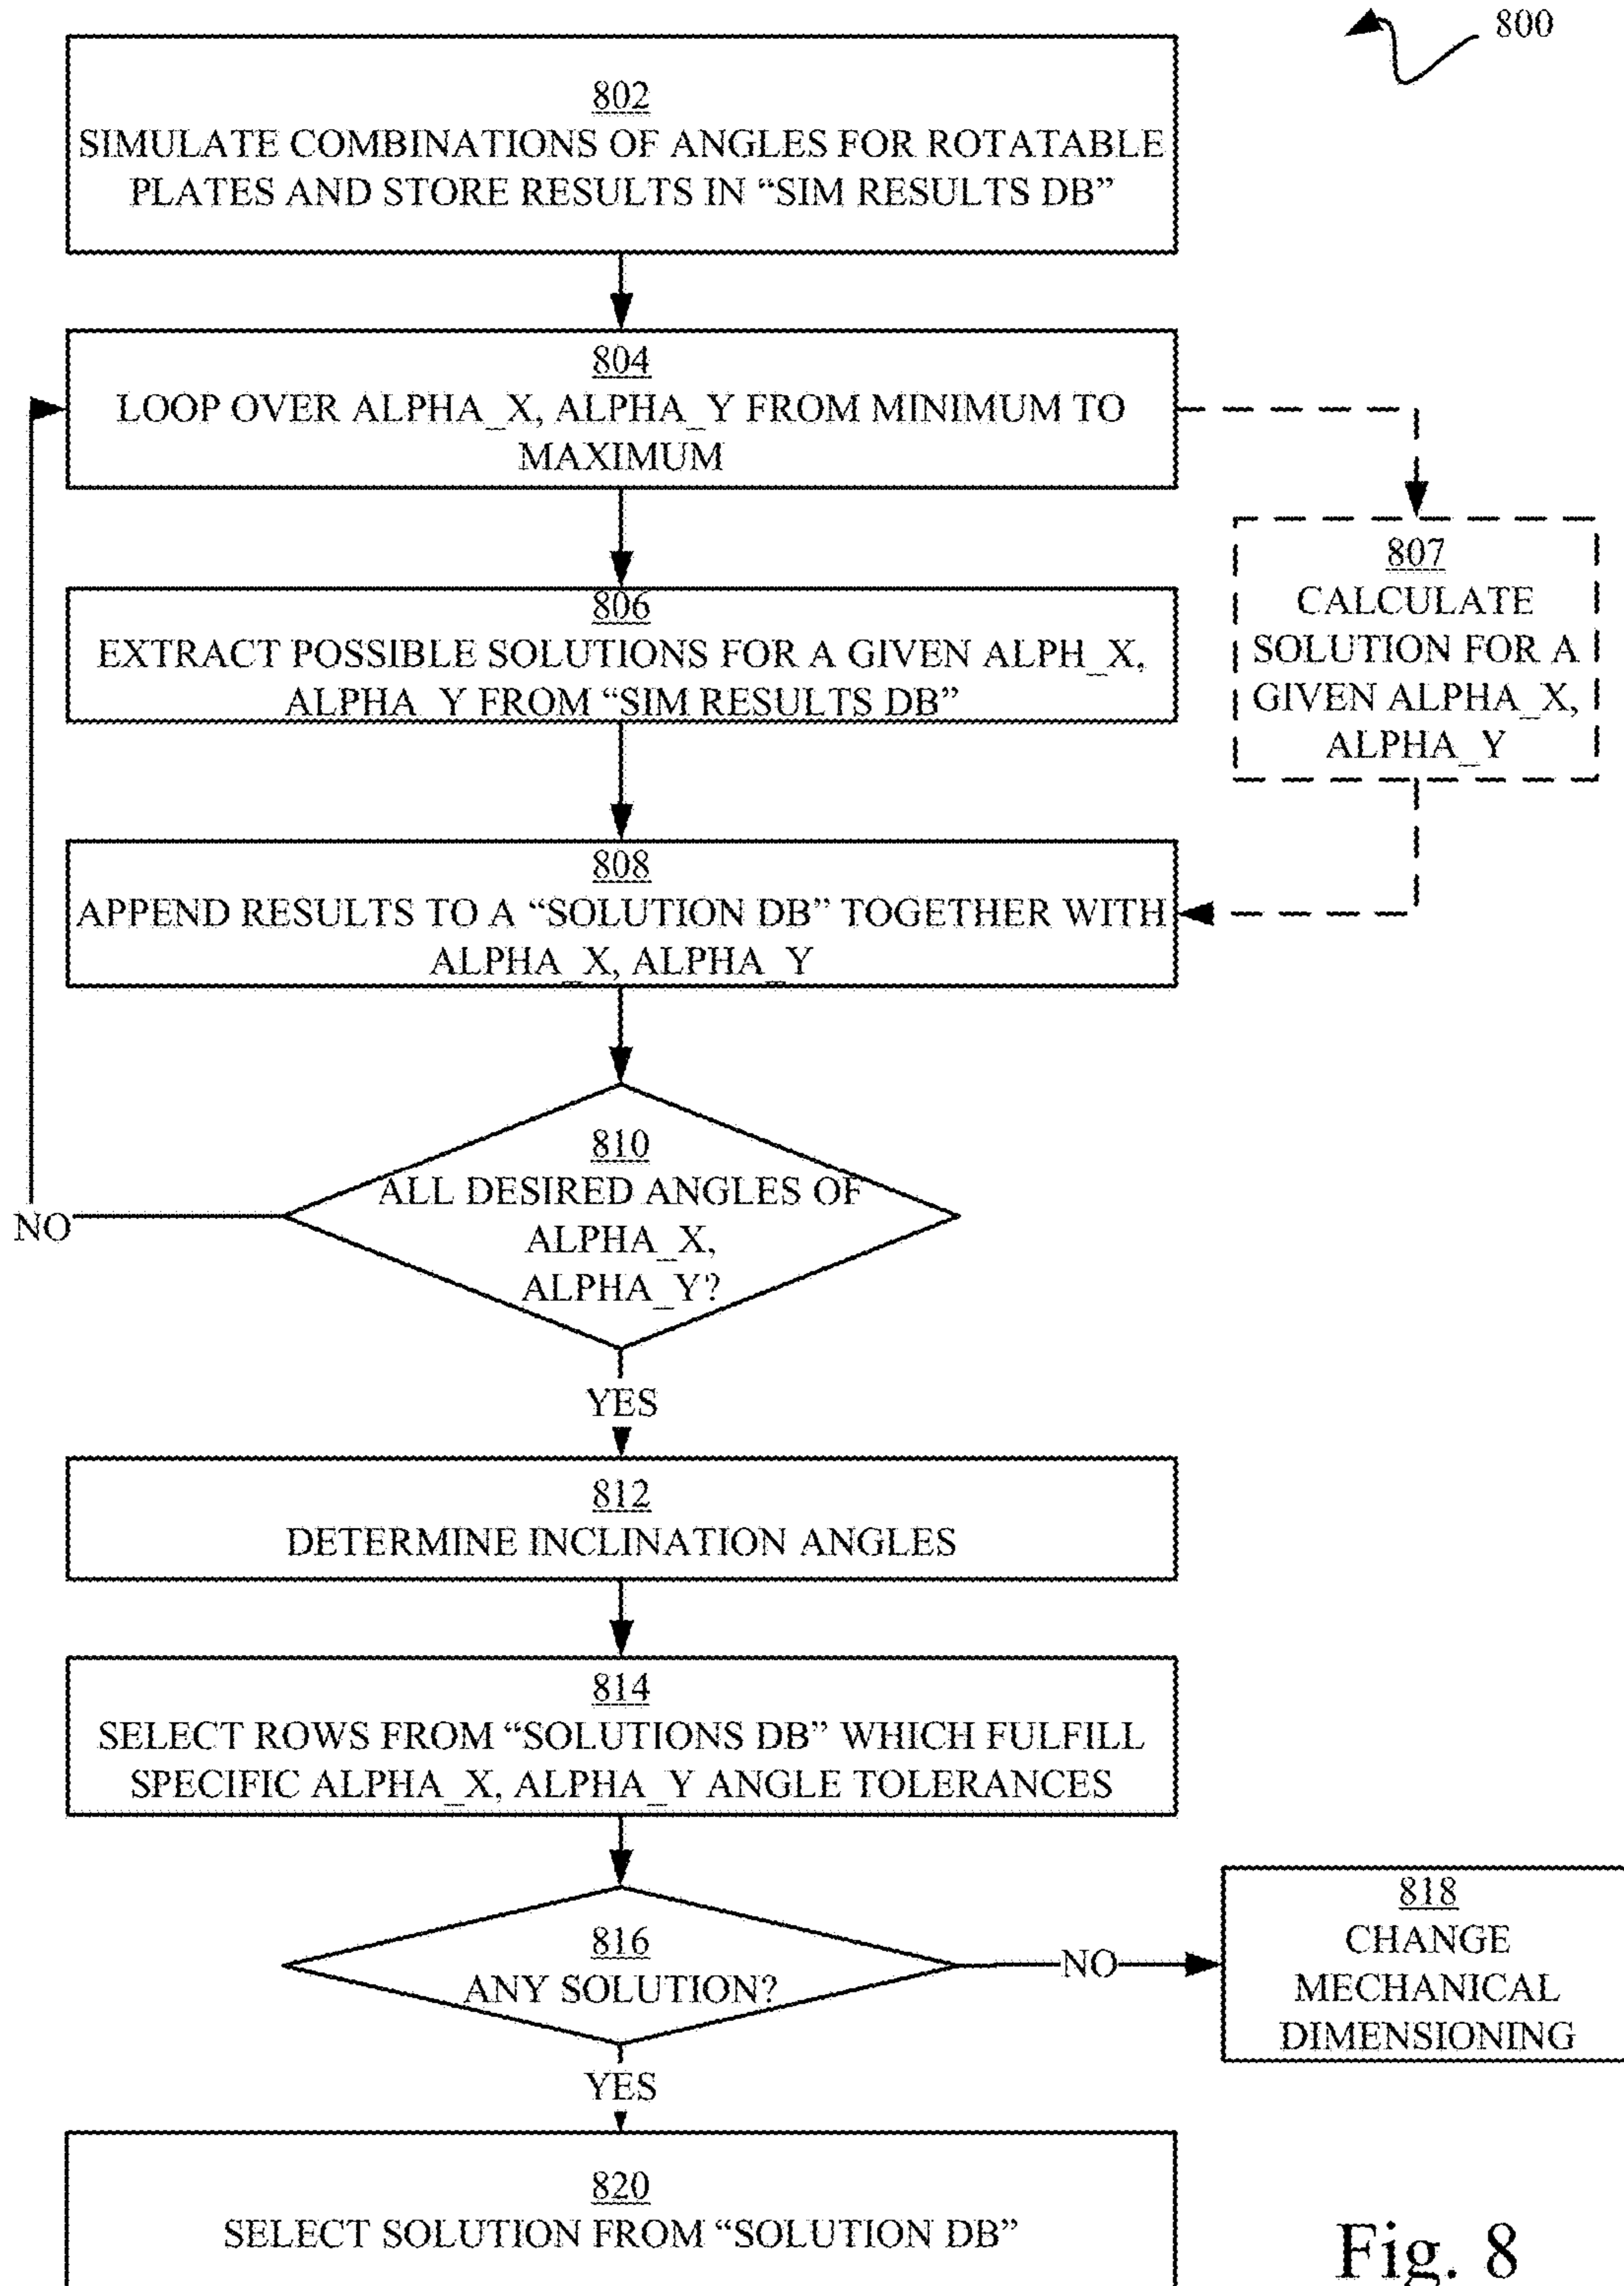 800
802
SIMULATE COMBINATIONS OF ANGLES FOR ROTATABLE
PLATES AND STORE RESULTS IN “SIM RESULTS DB”
804
LOOP OVER ALPHA_X, ALPHA_Y FROM MINIMUM TO
MAXIMUM
806
EXTRACT POSSIBLE SOLUTIONS FOR A GIVEN ALPH_X,
ALPHA_Y FROM “SIM RESULTS DB”
807
CALCULATE
SOLUTION FOR A
GIVEN ALPHA_X,
ALPHA_Y
808
APPEND RESULTS TO A “SOLUTION DB” TOGETHER WITH
ALPHA_X, ALPHA_Y
810
ALL DESIRED ANGLES OF
ALPHA_X,
ALPHA_Y?
NO
YES
812
DETERMINE INCLINATION ANGLES
814
SELECT ROWS FROM “SOLUTIONS DB” WHICH FULFILL
SPECIFIC ALPHA_X, ALPHA_Y ANGLE TOLERANCES
816
ANY SOLUTION?
NO
818
CHANGE
MECHANICAL
DIMENSIONING
YES
820
SELECT SOLUTION FROM “SOLUTION DB”
Fig. 8